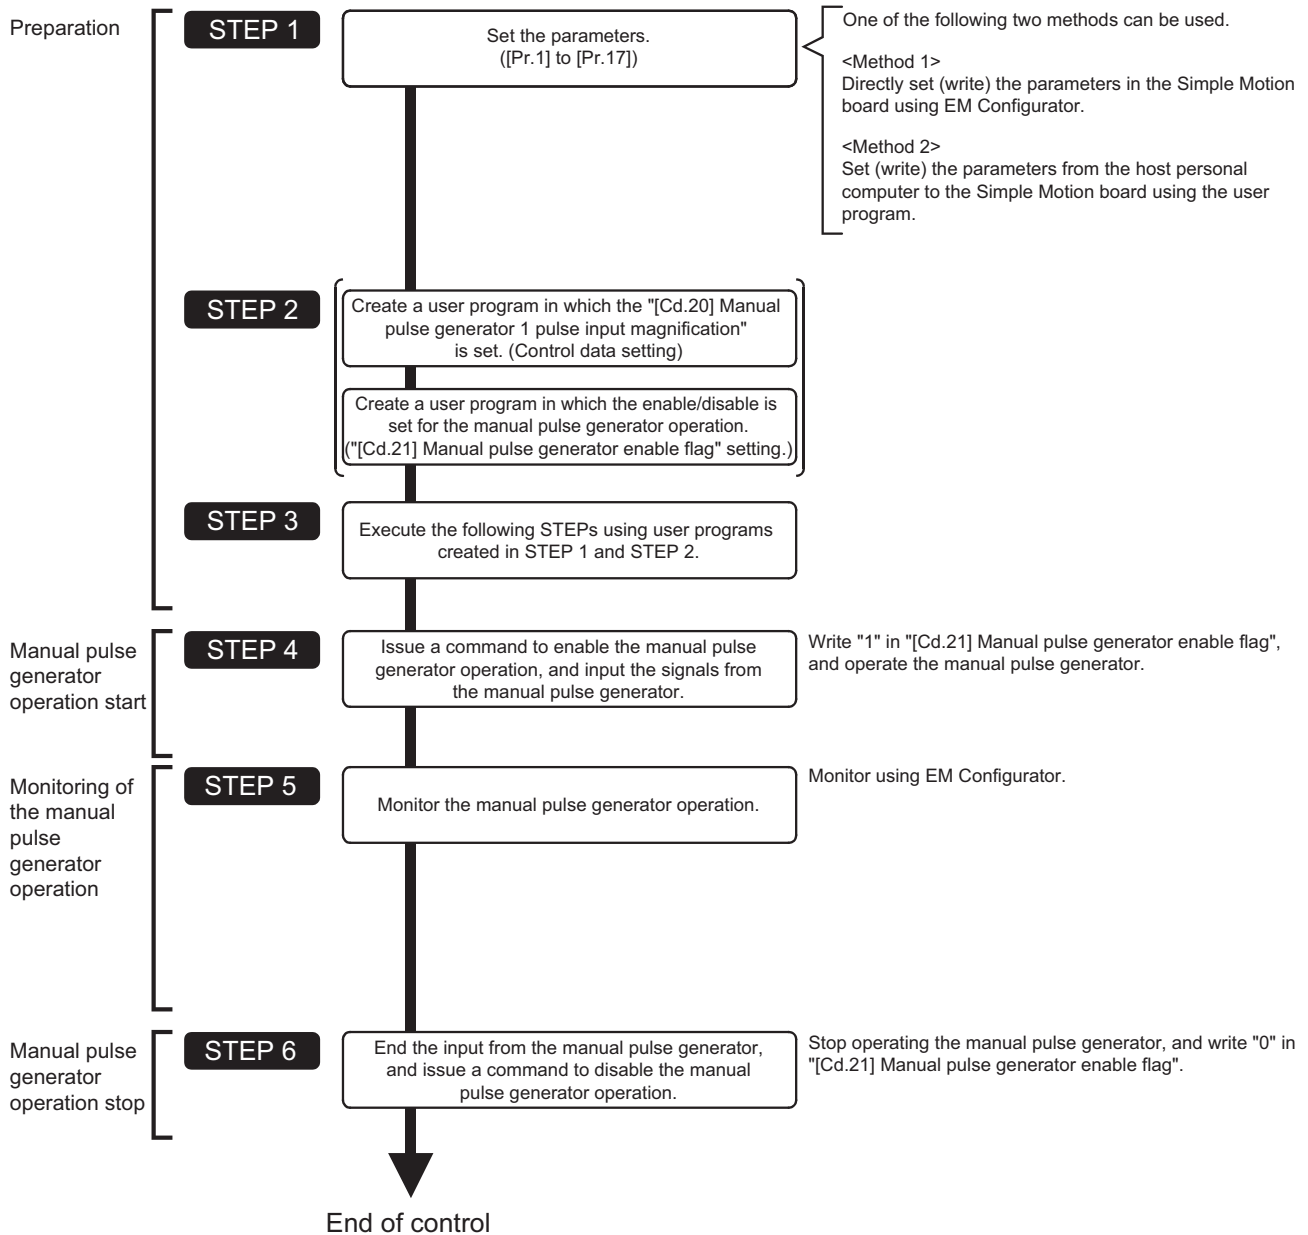 Preparation
STEP 1
Set the parameters.
([Pr.1] to [Pr.17])
One of the following two methods can be used.
<Method 1>
Directly set (write) the parameters in the Simple Motion
board using EM Configurator.
<Method 2>
Set (write) the parameters from the host personal
computer to the Simple Motion board using the user
program.
STEP 2
Create a user program in which the "[Cd.20] Manual
pulse generator 1 pulse input magnification"
is set. (Control data setting)
Create a user program in which the enable/disable is
set for the manual pulse generator operation.
("[Cd.21] Manual pulse generator enable flag" setting.)
STEP 3
Execute the following STEPs using user programs
created in STEP 1 and STEP 2.
Manual pulse
generator
operation start
STEP 4
Issue a command to enable the manual pulse
generator operation, and input the signals from
the manual pulse generator.
Write "1" in "[Cd.21] Manual pulse generator enable flag",
and operate the manual pulse generator.
Monitoring of
the manual
pulse
generator
operation
STEP 5
Monitor the manual pulse generator operation.
Monitor using EM Configurator.
Manual pulse
generator
operation stop
STEP 6
End the input from the manual pulse generator,
and issue a command to disable the manual
pulse generator operation.
Stop operating the manual pulse generator, and write "0" in
"[Cd.21] Manual pulse generator enable flag".
End of control